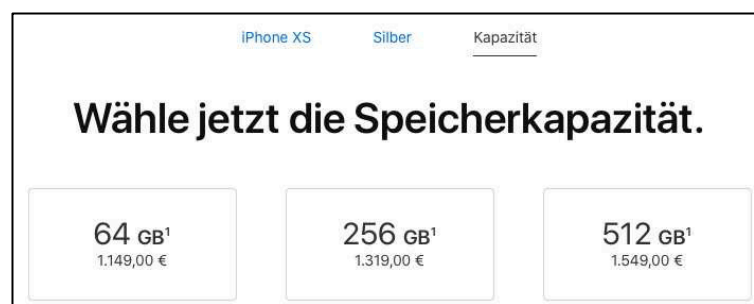 iPhone XS Silber Kapazität
Wähle jetzt die Speicherkapazität.
64 GB¹ 256 GB¹ 512 GB¹
1.149,00 € 1.319,00 € 1.549,00 €